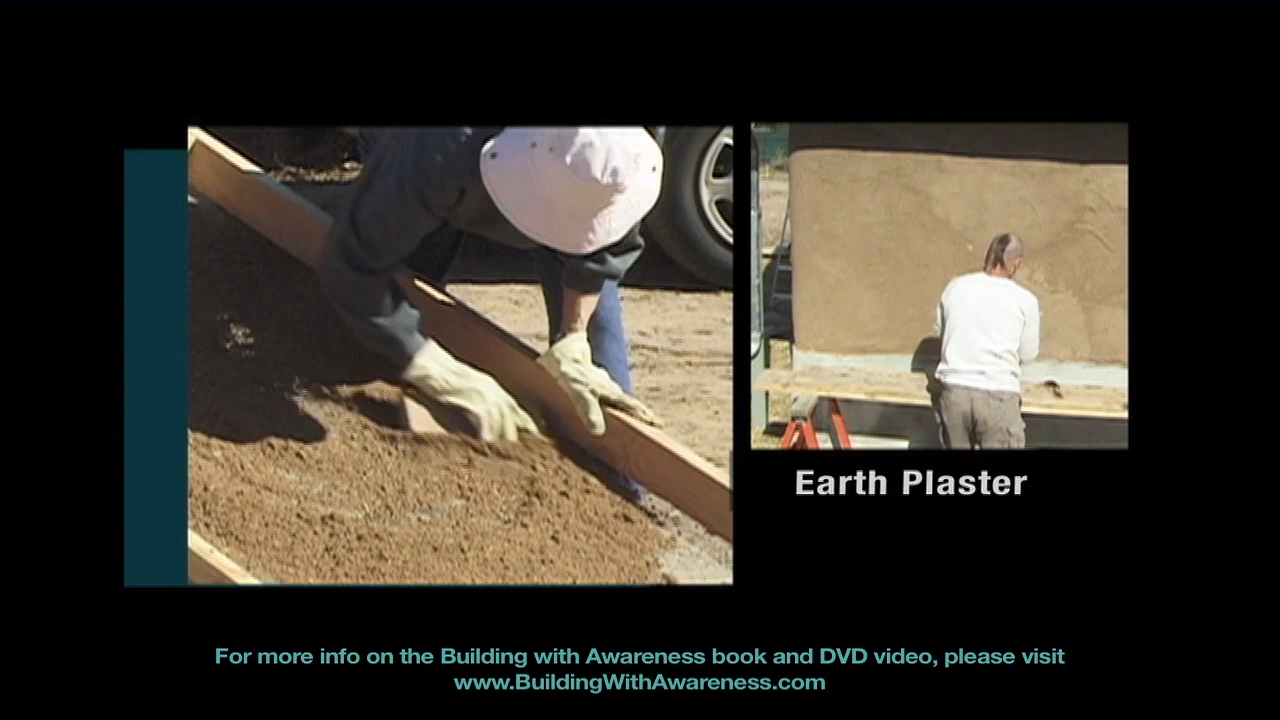 Earth Plaster
For more info on the Building with Awareness book and DVD video, please visit
www.BuildingWithAwareness.com